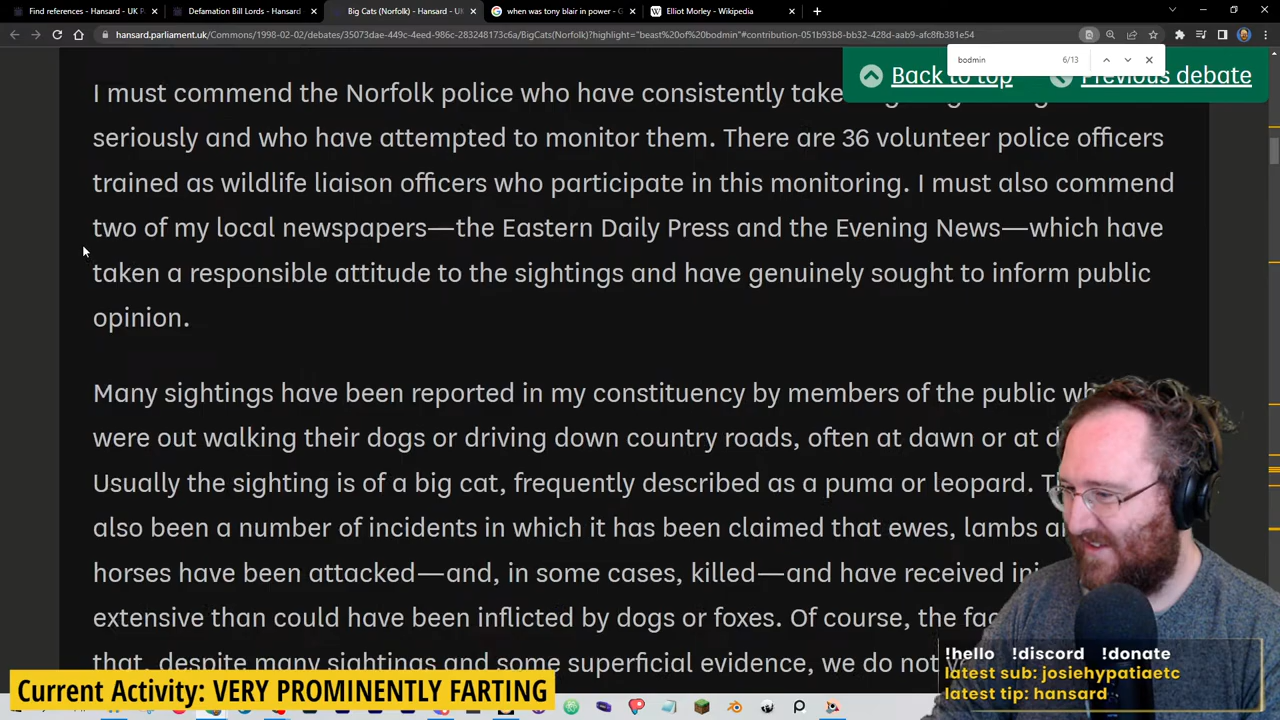 Find references - Hansard - UK P
Defamation Bill Lords - Hansard
Big Cats (Norfolk) - Hansard - UK
when was tony blair in power - G
Elliot Morley - Wikipedia
hansard.parliament.uk/Commons/1998-02-02/debates/35073dae-449c-4eed-986c-283248173c6a/BigCats(Norfolk)?highlight="beast%20of%20bodmin"#contribution-051b93b8-bb32-428d-aab9-afc8fb381e54
bodmin 6/13
Back to top Previous debate
I must commend the Norfolk police who have consistently take
seriously and who have attempted to monitor them. There are 36 volunteer police officers
trained as wildlife liaison officers who participate in this monitoring. I must also commend
two of my local newspapers—the Eastern Daily Press and the Evening News—which have
taken a responsible attitude to the sightings and have genuinely sought to inform public
opinion.
Many sightings have been reported in my constituency by members of the public wh
were out walking their dogs or driving down country roads, often at dawn or at d
Usually the sighting is of a big cat, frequently described as a puma or leopard. T
also been a number of incidents in which it has been claimed that ewes, lambs a
horses have been attacked—and, in some cases, killed—and have received inj
extensive than could have been inflicted by dogs or foxes. Of course, the fac
that, despite many sightings and some superficial evidence, we do not
!hello !discord !donate
latest sub: josiehypatiaetc
latest tip: hansard
Current Activity: VERY PROMINENTLY FARTING